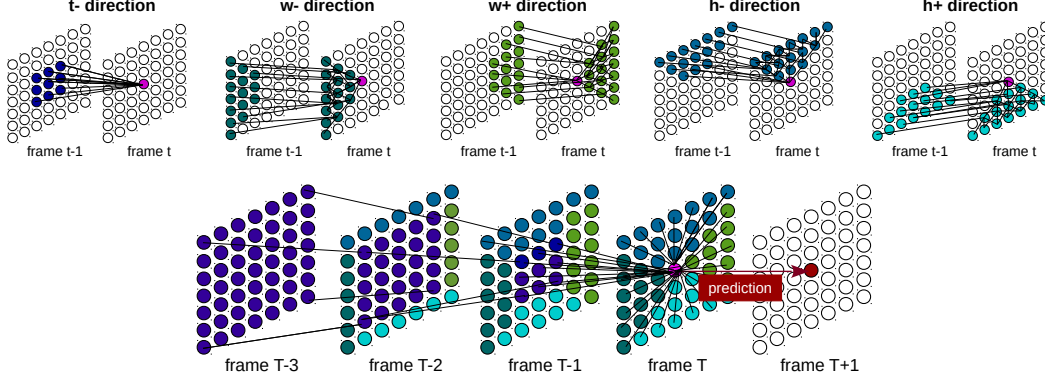 t- direction
w- direction
w+ direction
h- direction
h+ direction
frame t-1 frame t
frame t-1 frame t
frame t-1 frame t
frame t-1 frame t
frame t-1 frame t
prediction
frame T-3 frame T-2 frame T-1 frame T frame T+1